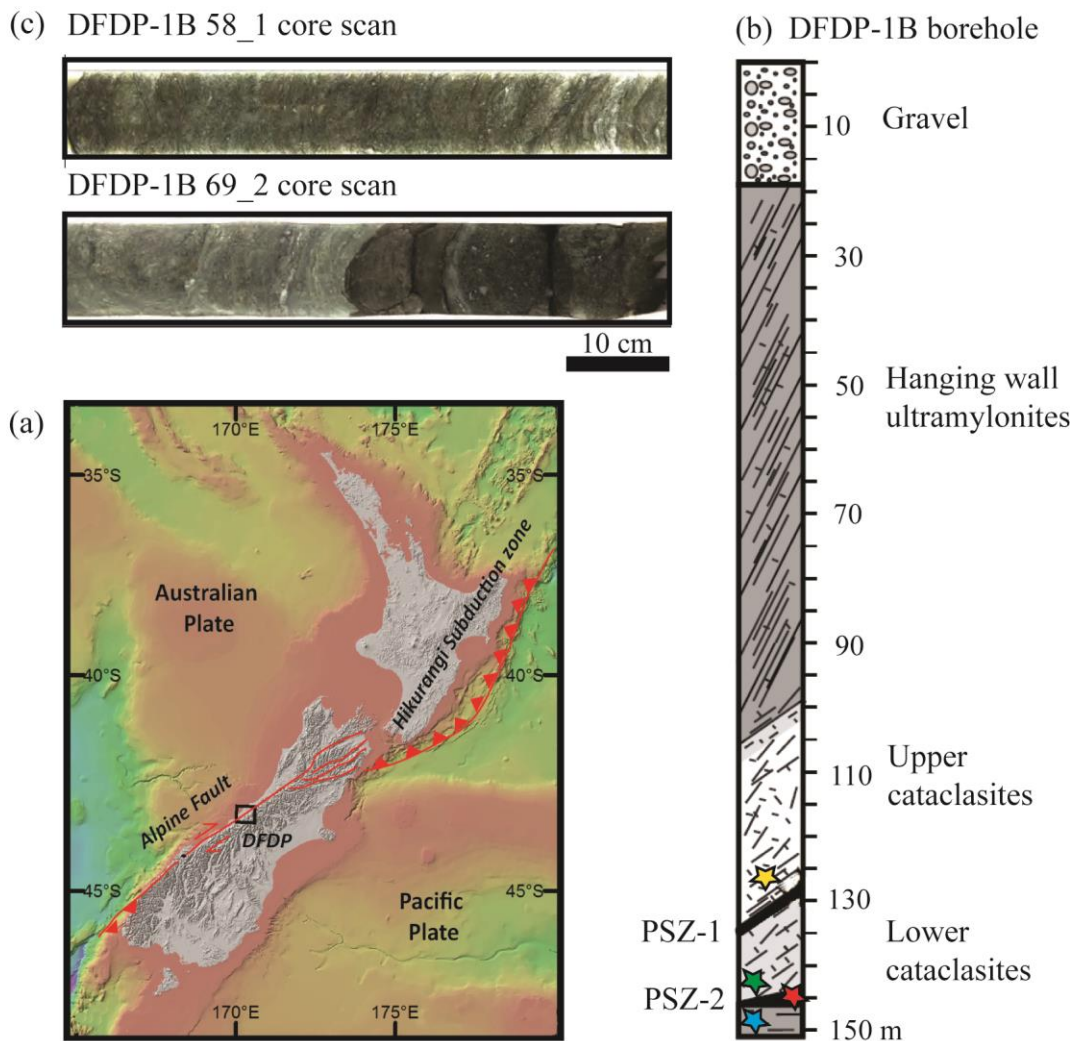 (c) DFDP-1B 58_1 core scan
DFDP-1B 69_2 core scan
10 cm
(a)
170°E 175°E
35°S 35°S
Australian
Plate
Hikurangi Subduction zone
40°S 40°S
Alpine Fault
DFDP
45°S 45°S
Pacific
Plate
170°E 175°E
(b) DFDP-1B borehole
10
Gravel
30
50
Hanging wall
ultramylonites
70
90
110
Upper
cataclasites
130
PSZ-1
Lower
cataclasites
PSZ-2
150 m